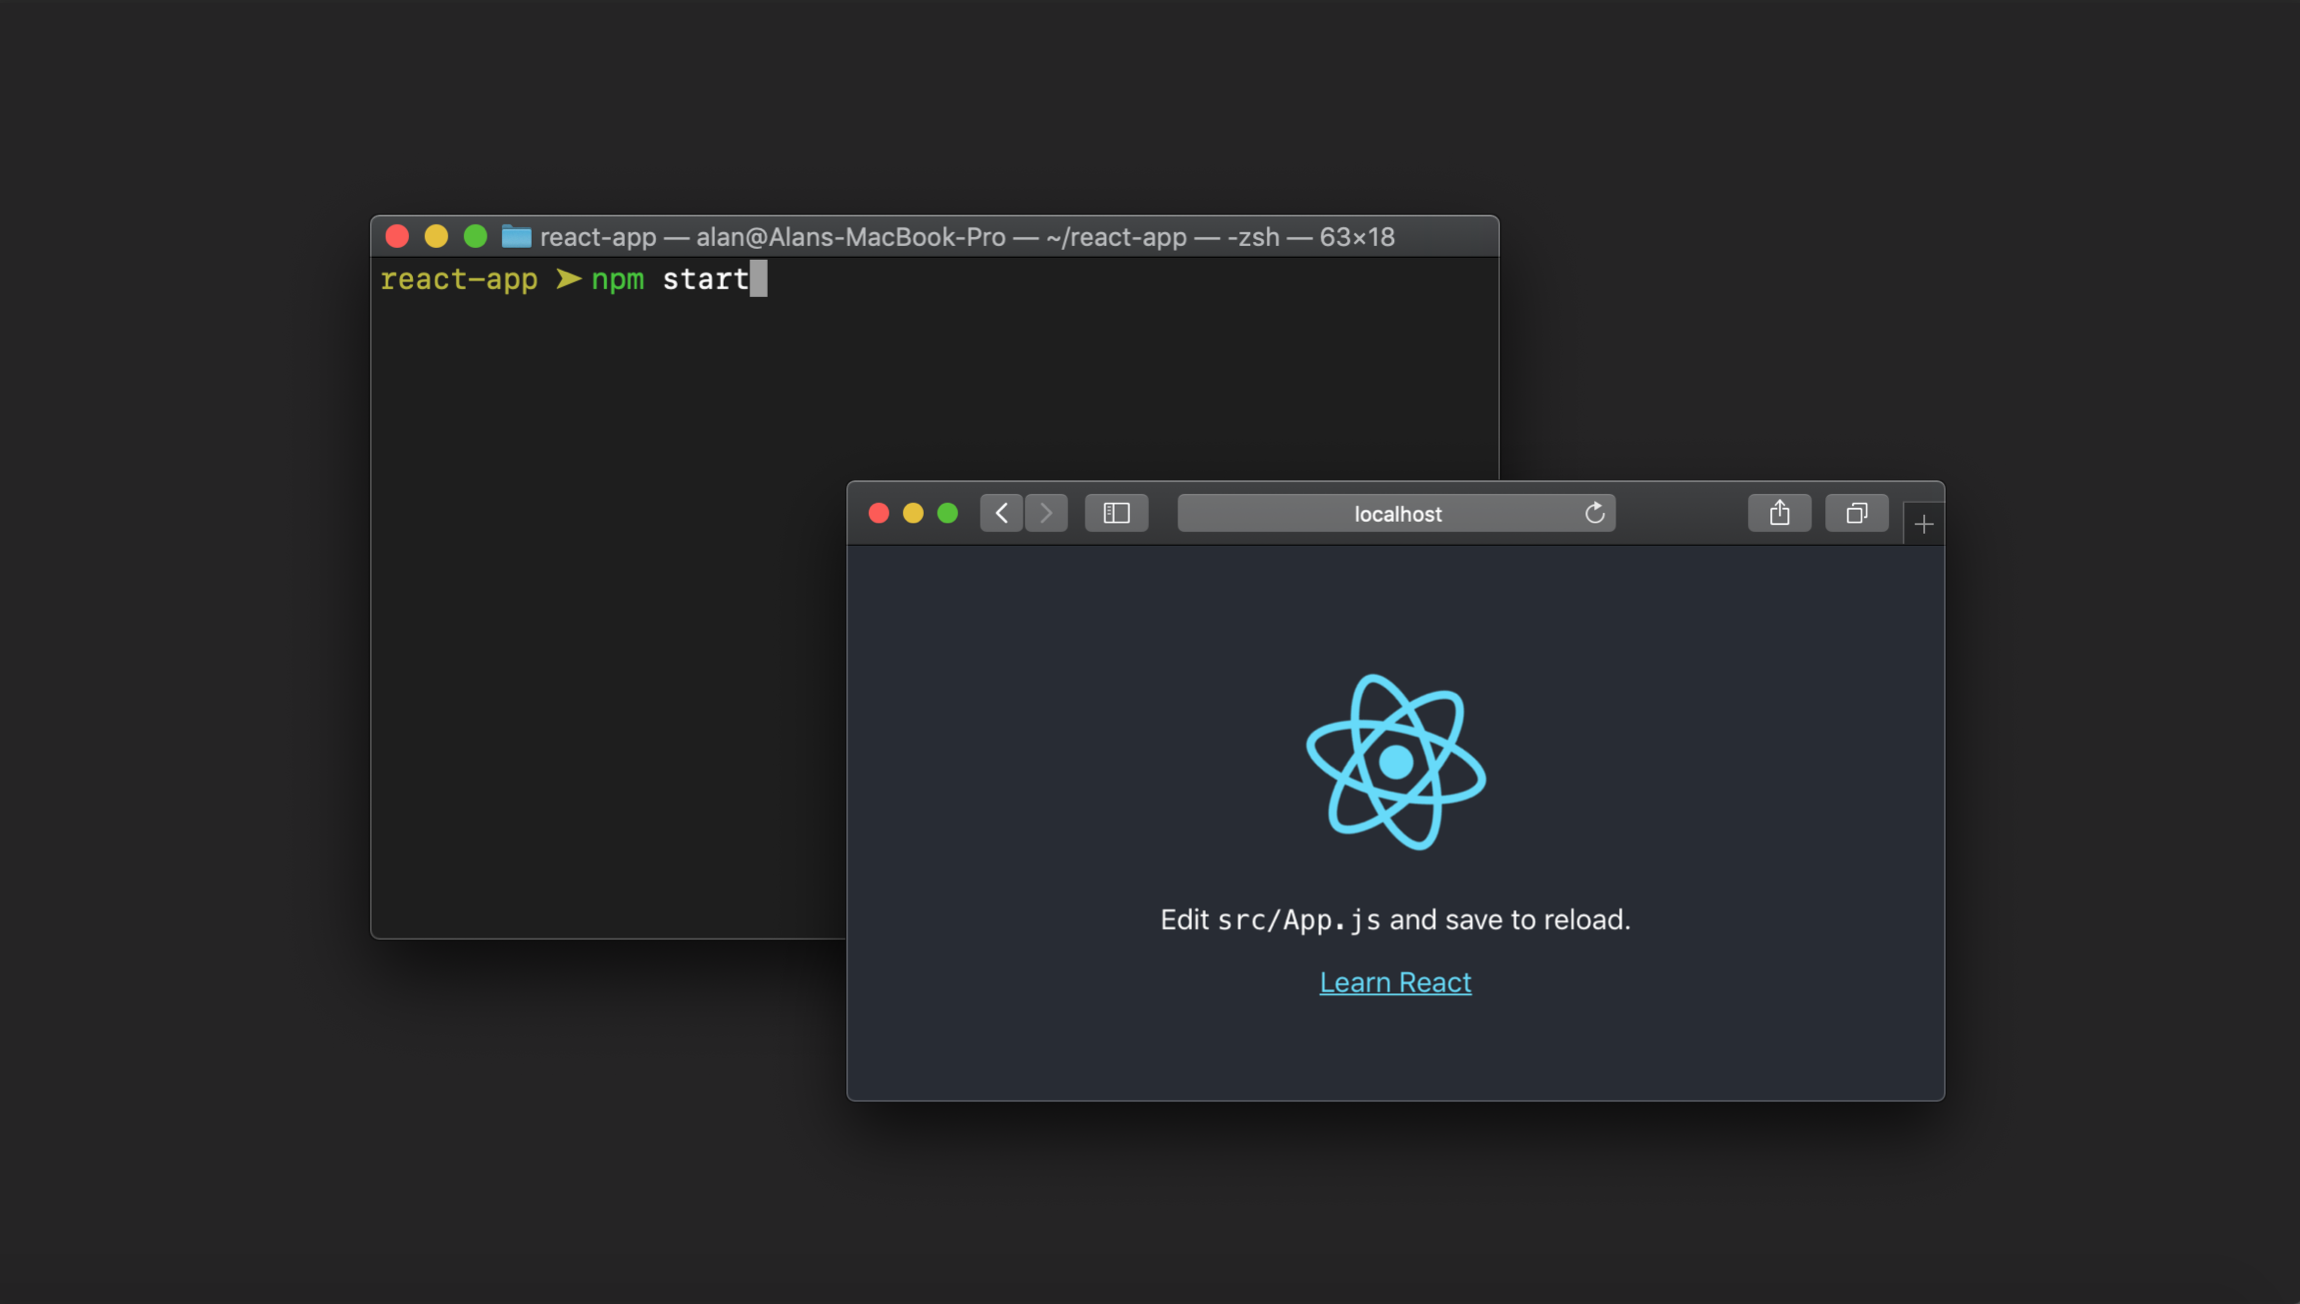 react-app — alan@Alans-MacBook-Pro — ~/react-app — -zsh — 63×18
react-app ➤ npm start
localhost
Edit src/App.js and save to reload.
Learn React